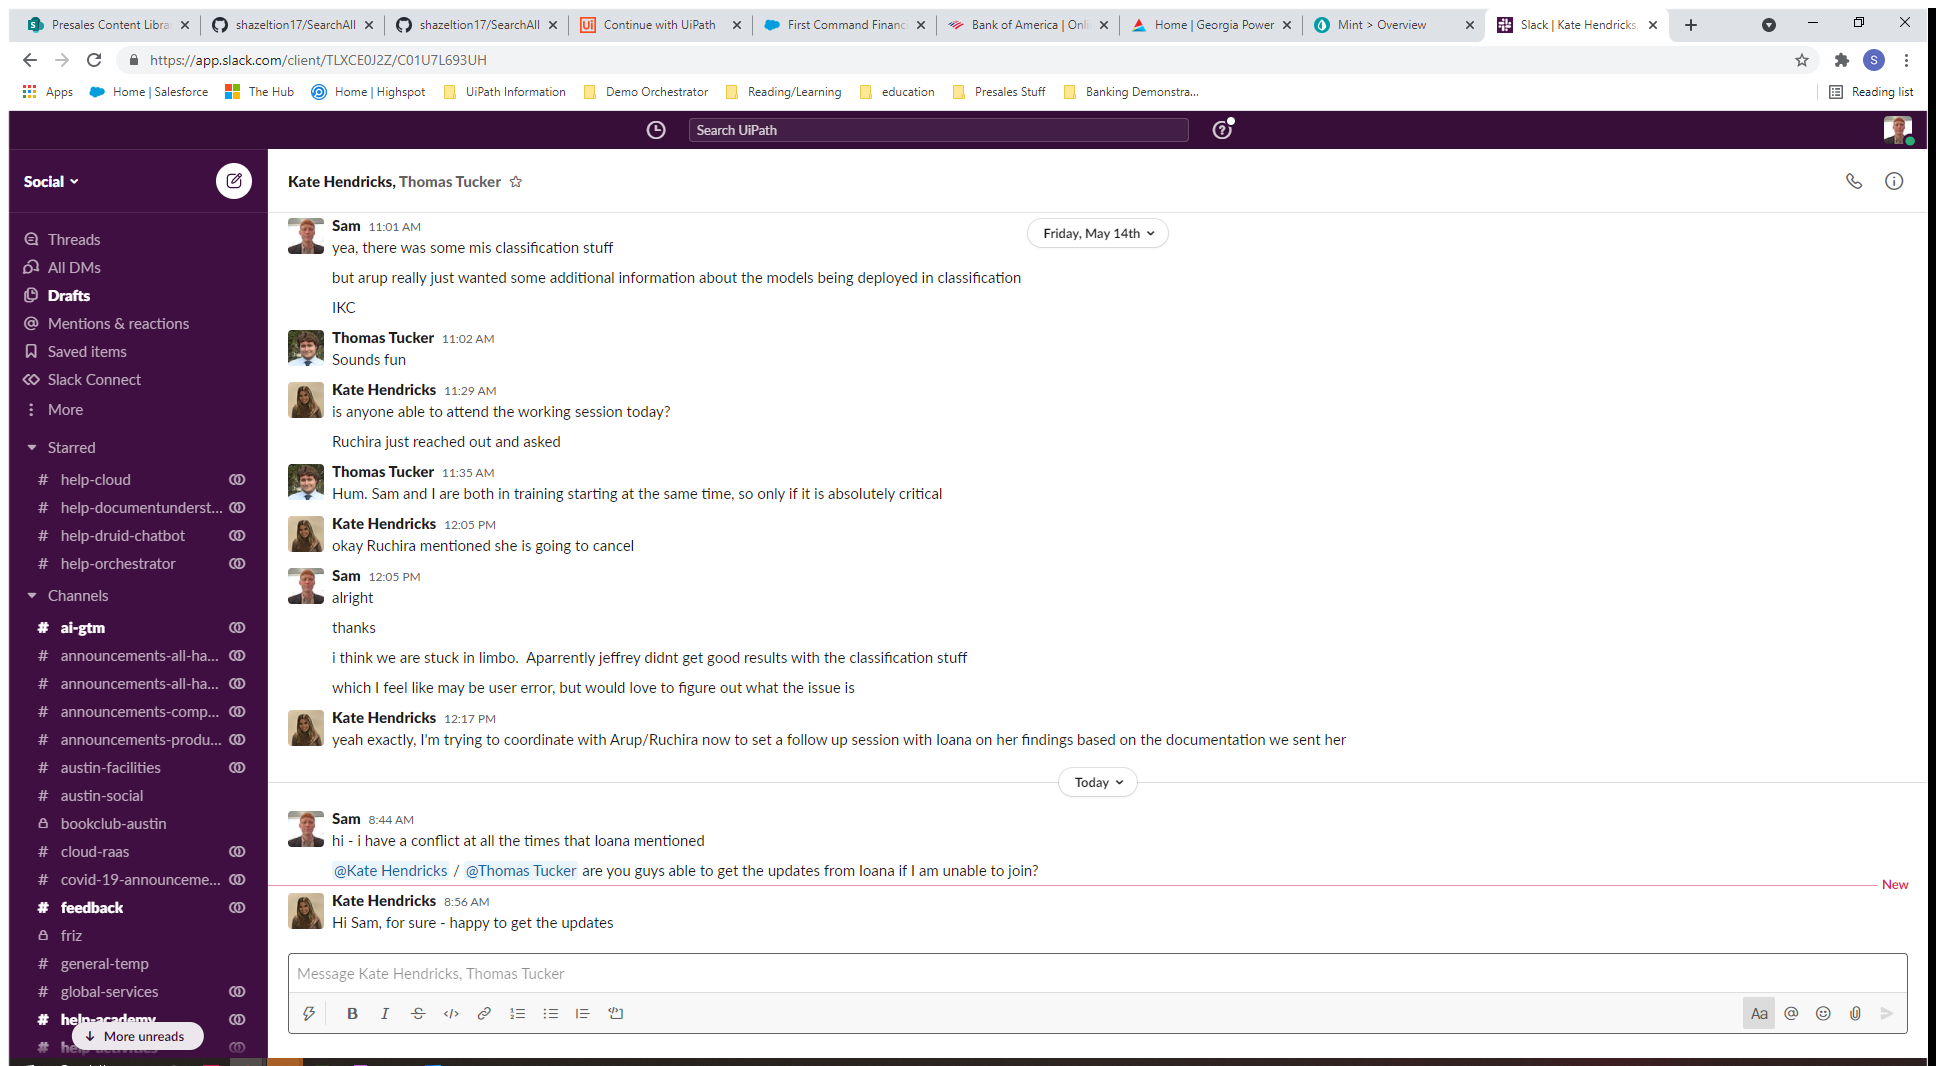 Presales Content Libra
shazeltion17/SearchAll
shazeltion17/SearchAll
Continue with UiPath
First Command Financ
Bank of America | Onli
Home | Georgia Power
Mint > Overview
Slack | Kate Hendricks,
https://app.slack.com/client/TLXCE0J2Z/C01U7L693UH
S
Apps
Home | Salesforce
The Hub
Home | Highspot
UiPath Information
Demo Orchestrator
Reading/Learning
education
Presales Stuff
Banking Demonstra...
Reading list
Search UiPath
Social
Threads
All DMs
Drafts
Mentions & reactions
Saved items
Slack Connect
More
Starred
# help-cloud
# help-documentunderst...
# help-druid-chatbot
# help-orchestrator
Channels
# ai-gtm
# announcements-all-ha...
# announcements-all-ha...
# announcements-comp...
# announcements-produ...
# austin-facilities
# austin-social
bookclub-austin
# cloud-raas
# covid-19-announceme...
# feedback
friz
# general-temp
# global-services
# help-academy
More unreads
Kate Hendricks, Thomas Tucker
Friday, May 14th
Sam 11:01 AM
yea, there was some mis classification stuff
but arup really just wanted some additional information about the models being deployed in classification
IKC
Thomas Tucker 11:02 AM
Sounds fun
Kate Hendricks 11:29 AM
is anyone able to attend the working session today?
Ruchira just reached out and asked
Thomas Tucker 11:35 AM
Hum. Sam and I are both in training starting at the same time, so only if it is absolutely critical
Kate Hendricks 12:05 PM
okay Ruchira mentioned she is going to cancel
Sam 12:05 PM
alright
thanks
i think we are stuck in limbo. Aparrently jeffrey didnt get good results with the classification stuff
which I feel like may be user error, but would love to figure out what the issue is
Kate Hendricks 12:17 PM
yeah exactly, I'm trying to coordinate with Arup/Ruchira now to set a follow up session with Ioana on her findings based on the documentation we sent her
Today
Sam 8:44 AM
hi - i have a conflict at all the times that Ioana mentioned
@Kate Hendricks / @Thomas Tucker are you guys able to get the updates from Ioana if I am unable to join?
New
Kate Hendricks 8:56 AM
Hi Sam, for sure - happy to get the updates
Message Kate Hendricks, Thomas Tucker
B I S </>
Aa @